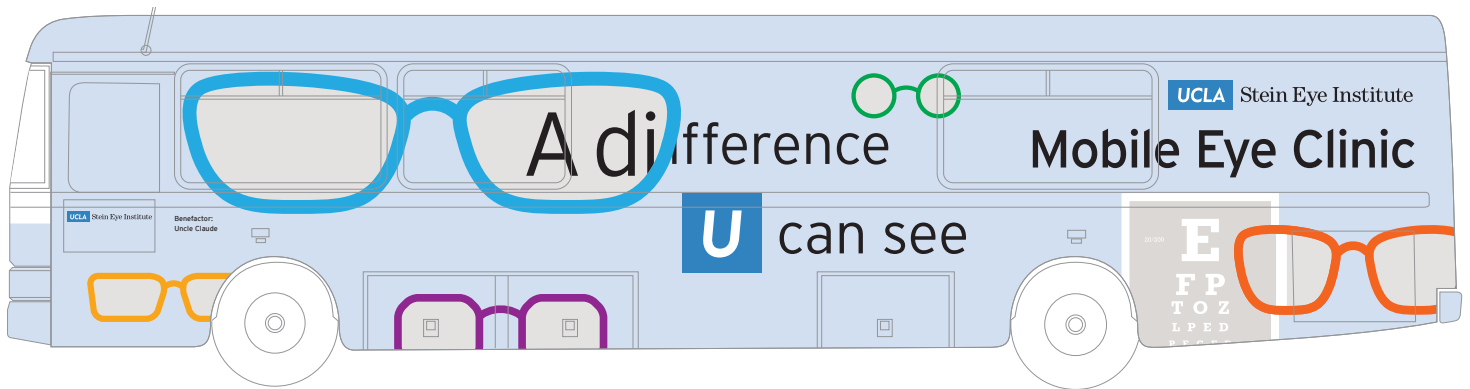 A difference
U can see
UCLA Stein Eye Institute
Mobile Eye Clinic
UCLA Stein Eye Institute
Benefactor:
Uncle Claude
E
F P
T O Z
L P E D